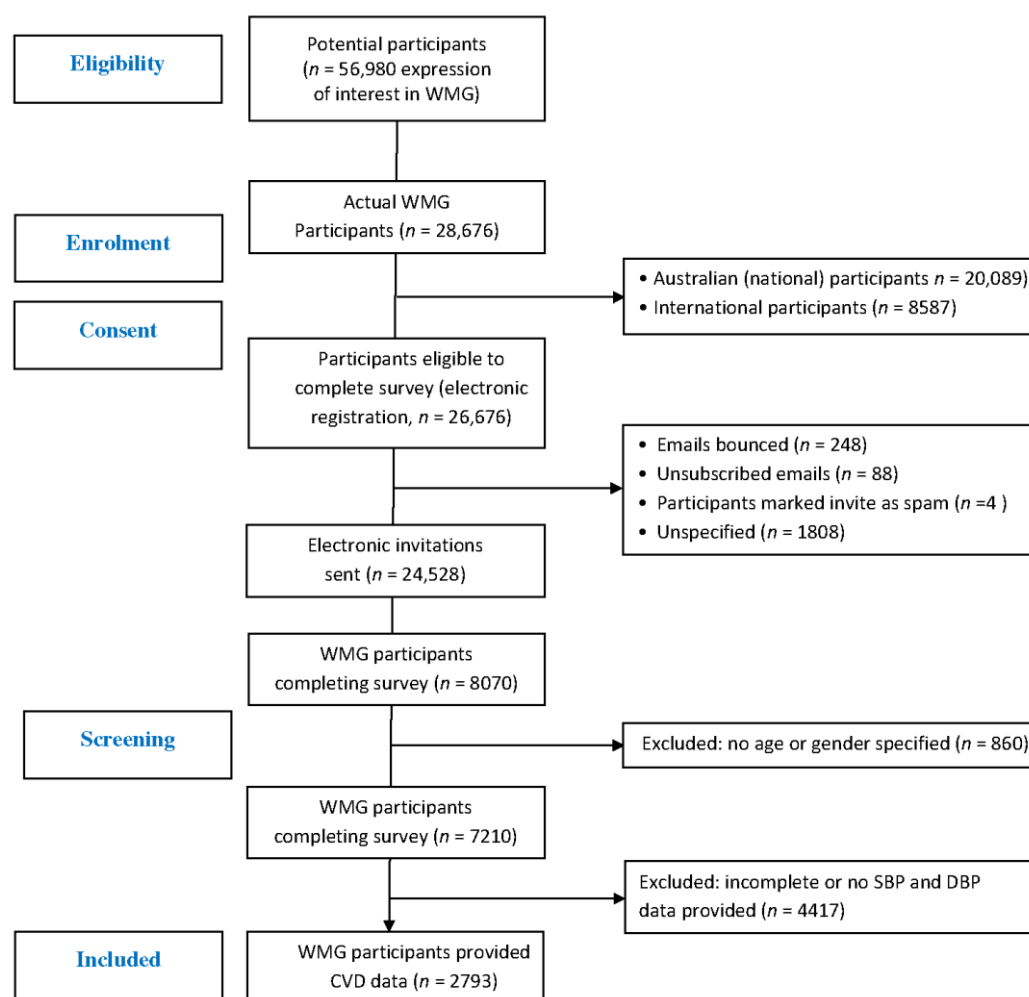 Eligibility
Potential participants
(n = 56,980 expression
of interest in WMG)
Actual WMG
Participants (n = 28,676)
Enrolment
• Australian (national) participants n = 20,089)
• International participants (n = 8587)
Consent
Participants eligible to
complete survey (electronic
registration, n = 26,676)
• Emails bounced (n = 248)
• Unsubscribed emails (n = 88)
• Participants marked invite as spam (n =4 )
• Unspecified (n = 1808)
Electronic invitations
sent (n = 24,528)
WMG participants
completing survey (n = 8070)
Screening
Excluded: no age or gender specified (n = 860)
WMG participants
completing survey (n = 7210)
Excluded: incomplete or no SBP and DBP
data provided (n = 4417)
Included
WMG participants provided
CVD data (n = 2793)